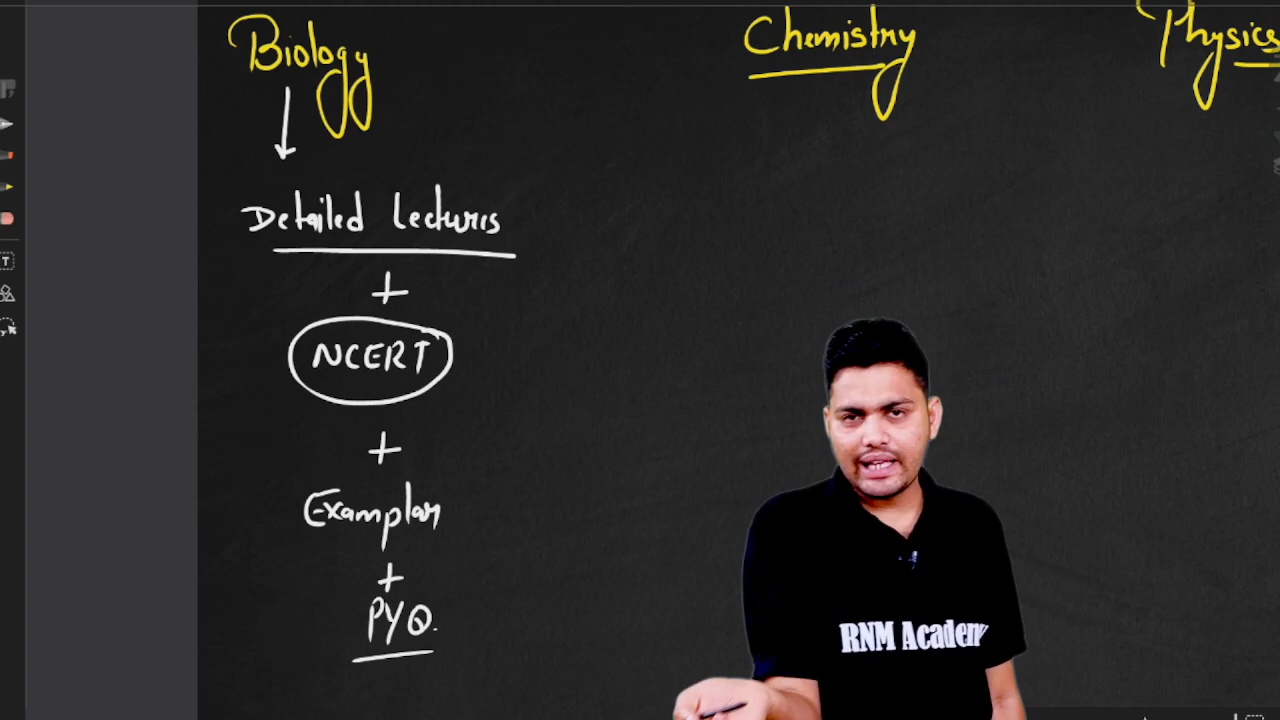 Biology
Chemistry
Physics
Detailed Lectures
+
NCERT
+
Examplar
+
PYQ.
RNM Academy
T